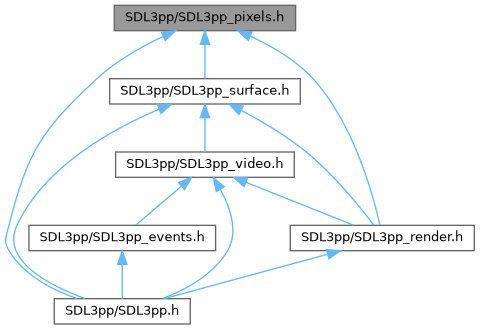 SDL3pp/SDL3pp_pixels.h
SDL3pp/SDL3pp_surface.h
SDL3pp/SDL3pp_video.h
SDL3pp/SDL3pp_events.h
SDL3pp/SDL3pp_render.h
SDL3pp/SDL3pp.h